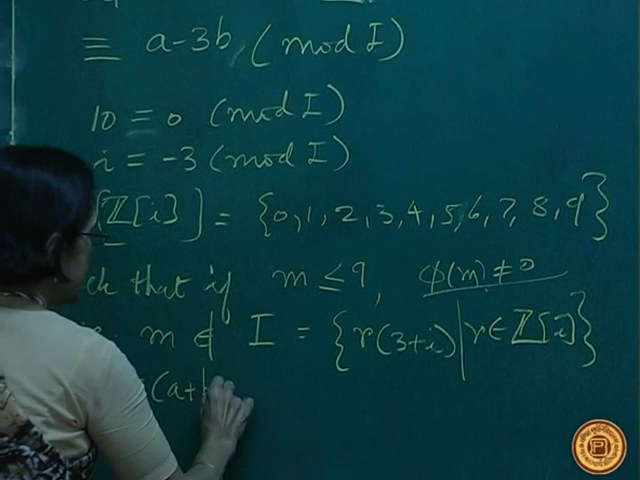 ≡ a-3b, (mod I)
10 = 0 (mod I)
i = -3 (mod I)
ℤ[i]] = {0,1,2,3,4,5,6,7,8,9}
ck that if m ≤ 9, φ(m) ≠ 0
m ∉ I = {r(3+i) | r ∈ ℤ[i]}
(a+